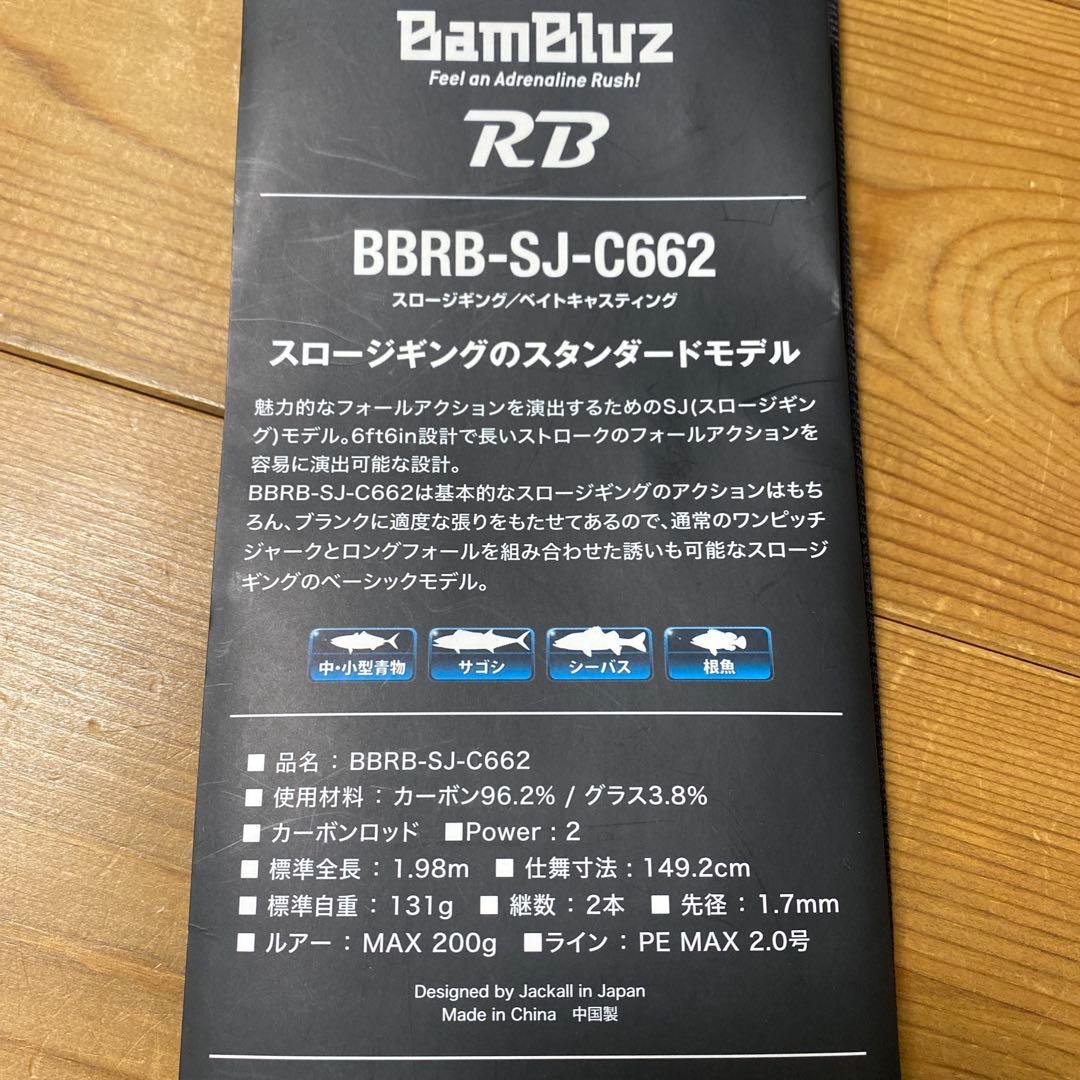 BamBluz
Feel an Adrenaline Rush!
RB
BBRB-SJ-C662
スロージギング/ベイトキャスティング
スロージギングのスタンダードモデル
魅力的なフォールアクションを演出するためのSJ(スロージギン
グ)モデル。6ft6in設計で長いストロークのフォールアクションを
容易に演出可能な設計。
BBRB-SJ-C662は基本的なスロージギングのアクションはもち
ろん、ブランクに適度な張りをもたせてあるので、通常のワンピッチ
ジャークとロングフォールを組み合わせた誘いも可能なスロージ
ギングのベーシックモデル。
中・小型青物 サゴシ シーバス 根魚
■ 品名 : BBRB-SJ-C662
■ 使用材料 : カーボン96.2% / グラス3.8%
■ カーボンロッド ■Power : 2
■ 標準全長 : 1.98m ■ 仕舞寸法 : 149.2cm
■ 標準自重 : 131g ■ 継数 : 2本 ■ 先径 : 1.7mm
■ ルアー : MAX 200g ■ライン : PE MAX 2.0号
Designed by Jackall in Japan
Made in China 中国製